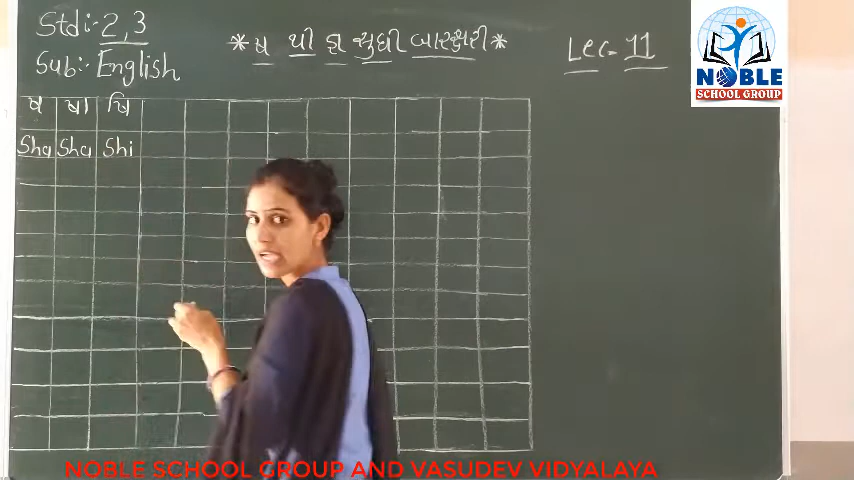 Std:- 2,3
*ષ થી જ્ઞ સુધી બારક્ષરી*
Lec- 11
Sub:- English
NOBLE
SCHOOL GROUP
ષ ષા ષિ
Sha Sha Shi
NOBLE SCHOOL GROUP AND VASUDEV VIDYALAYA